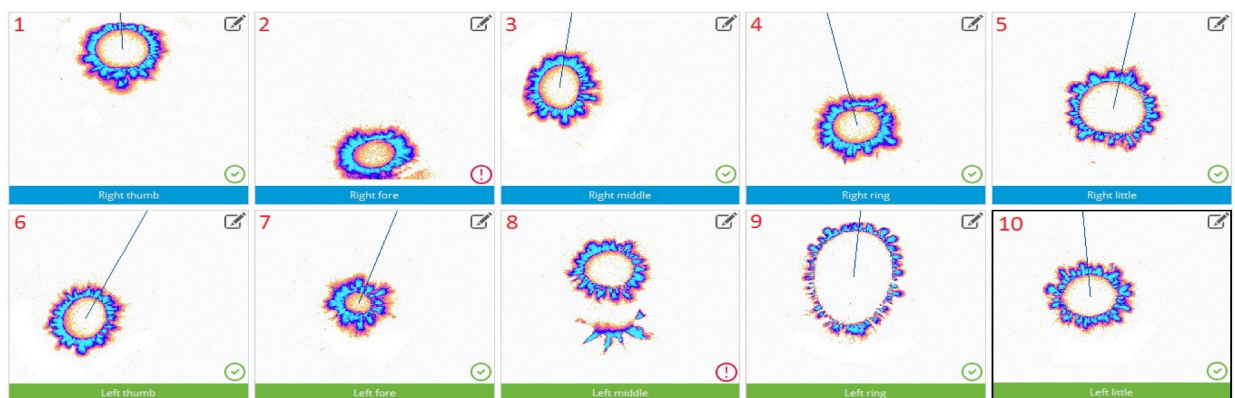 1
2
3
4
5
Right thumb
Right fore
Right middle
Right ring
Right little
6
7
8
9
10
Left thumb
Left fore
Left middle
Left ring
Left little